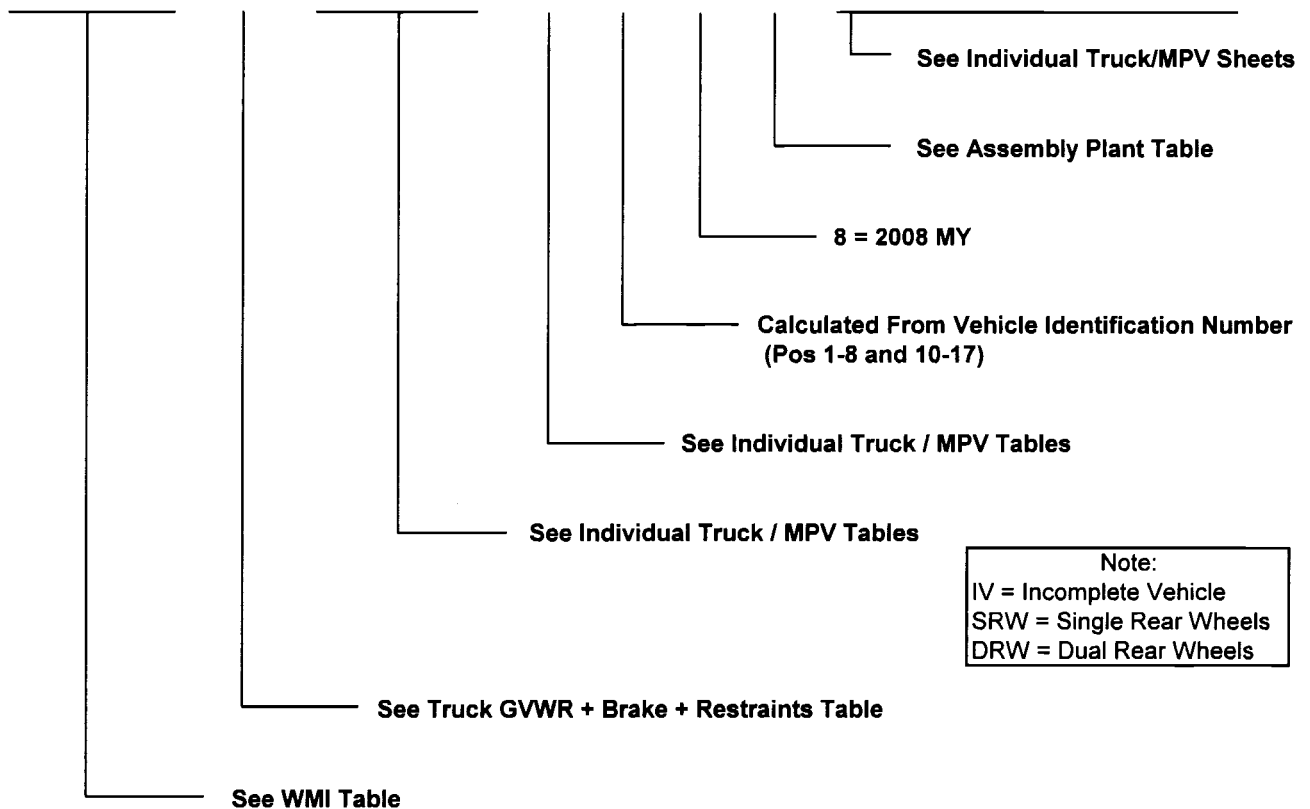 See Individual Truck/MPV Sheets
See Assembly Plant Table
8 = 2008 MY
Calculated From Vehicle Identification Number
(Pos 1-8 and 10-17)
See Individual Truck / MPV Tables
See Individual Truck / MPV Tables
Note:
IV = Incomplete Vehicle
SRW = Single Rear Wheels
DRW = Dual Rear Wheels
See Truck GVWR + Brake + Restraints Table
See WMI Table